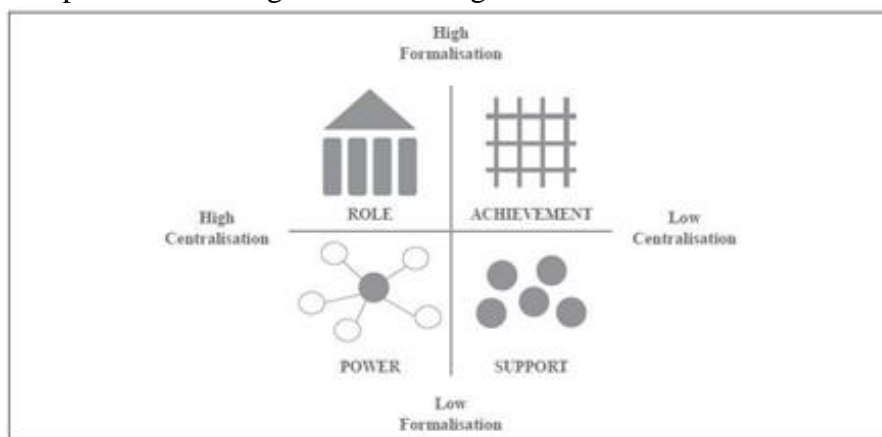 High
Formalisation
ROLE
ACHIEVEMENT
High
Centralisation
Low
Centralisation
POWER
SUPPORT
Low
Formalisation